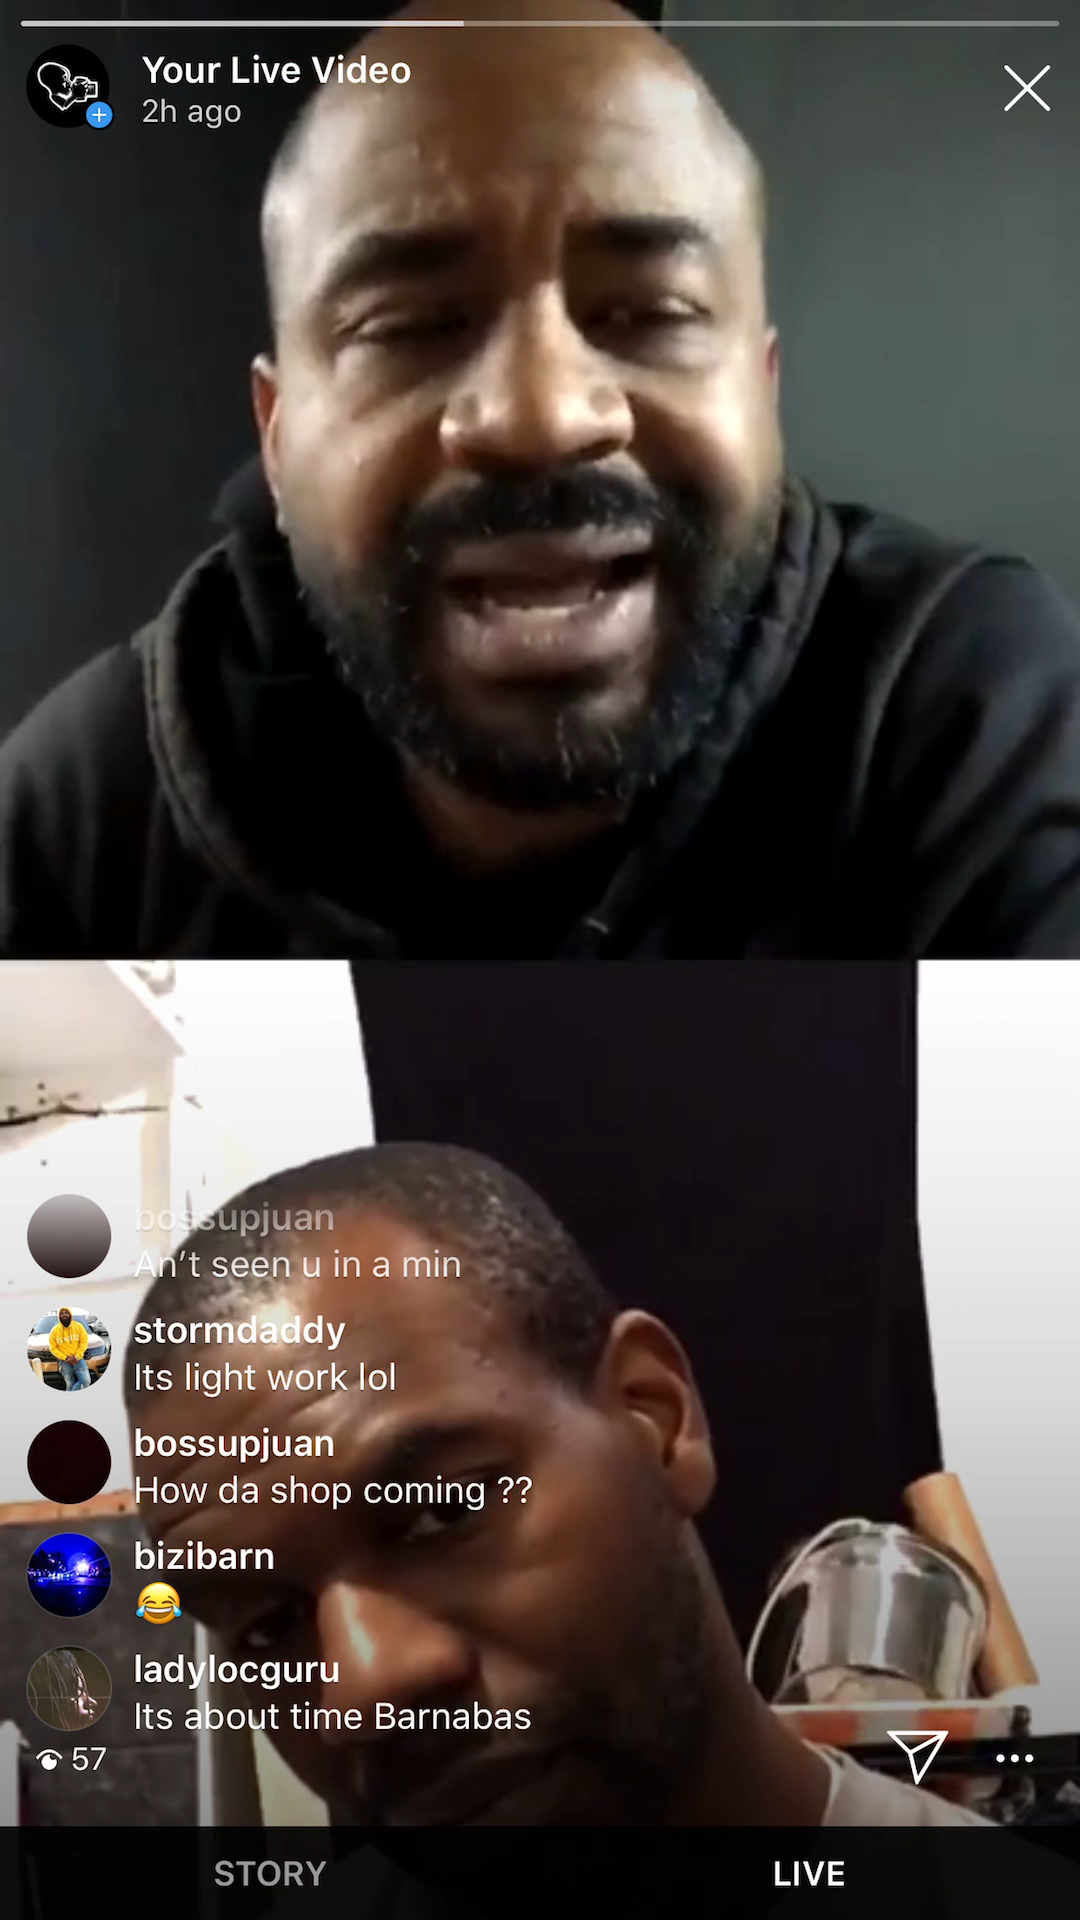 Your Live Video
2h ago
bossupjuan
An't seen u in a min
stormdaddy
Its light work lol
bossupjuan
How da shop coming ??
bizibarn
😂
ladylocguru
Its about time Barnabas
57
STORY
LIVE